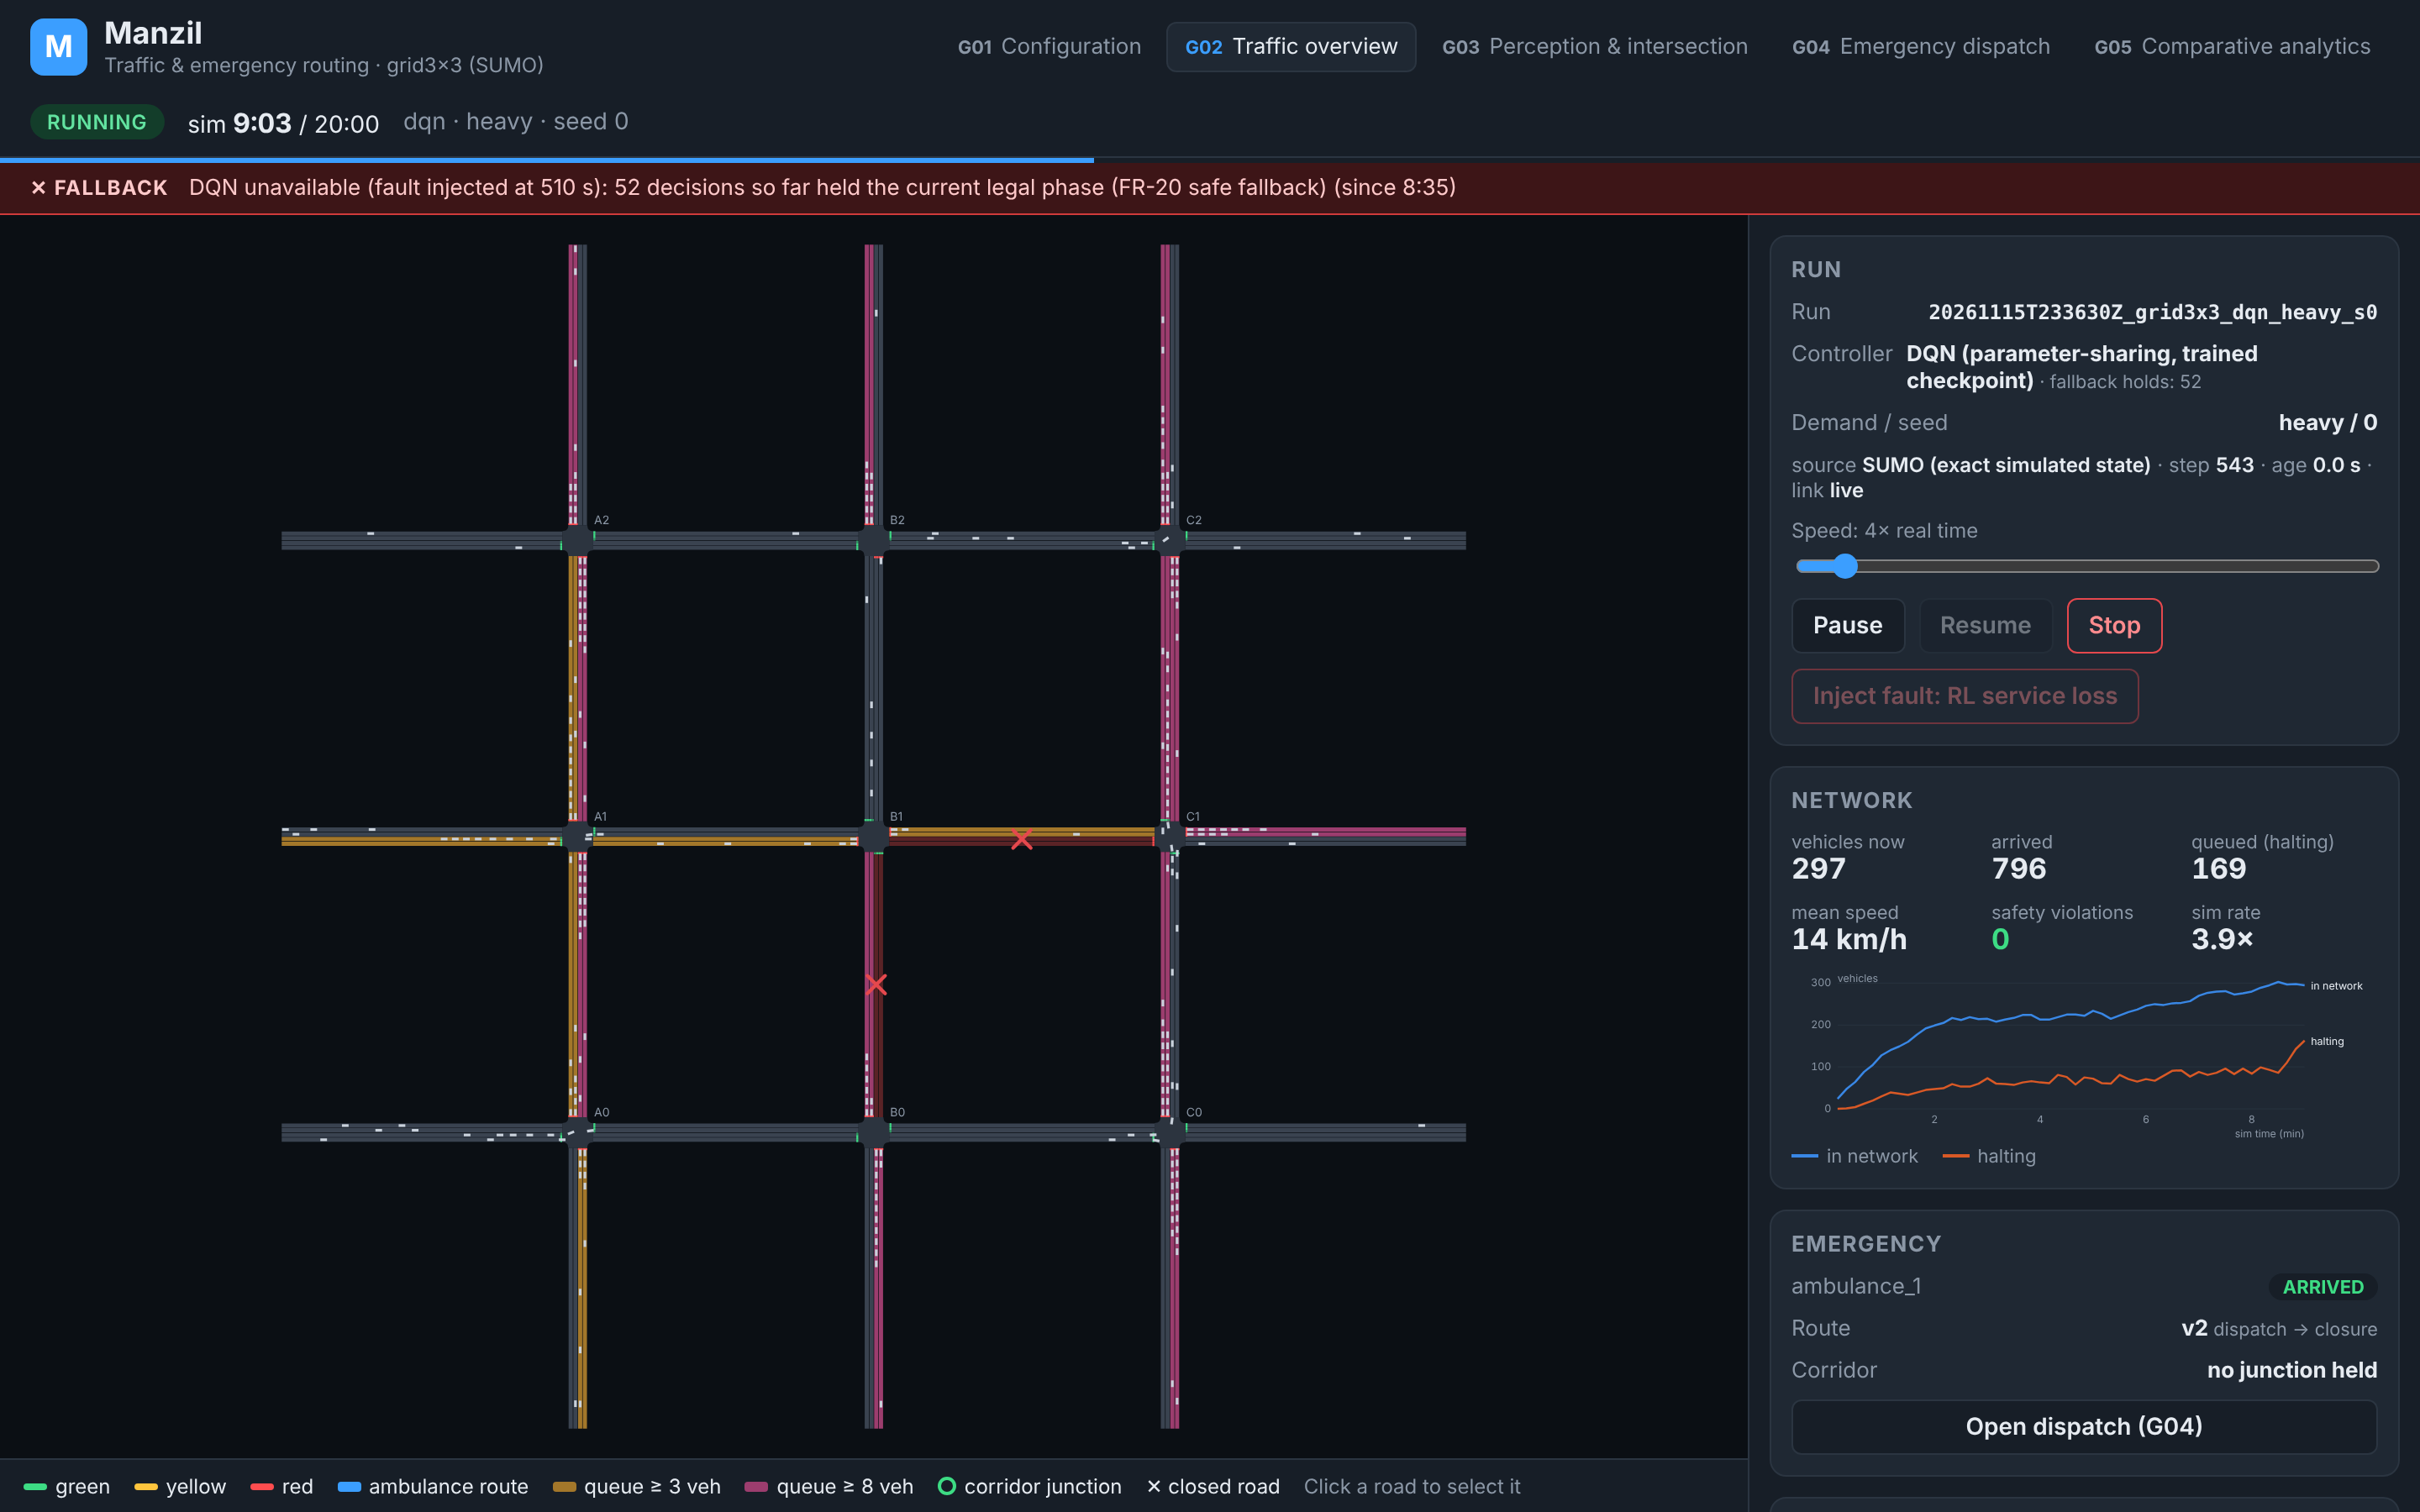 M
Manzil
Traffic & emergency routing · grid3×3 (SUMO)
G01 Configuration
G02 Traffic overview
G03 Perception & intersection
G04 Emergency dispatch
G05 Comparative analytics
RUNNING sim 9:03 / 20:00 dqn · heavy · seed 0
✕ FALLBACK DQN unavailable (fault injected at 510 s): 52 decisions so far held the current legal phase (FR-20 safe fallback) (since 8:35)
A2
B2
C2
A1
B1
C1
A0
B0
C0
green
yellow
red
ambulance route
queue ≥ 3 veh
queue ≥ 8 veh
corridor junction
✕ closed road
Click a road to select it
RUN
Run 20261115T233630Z_grid3x3_dqn_heavy_s0
Controller DQN (parameter-sharing, trained
checkpoint) · fallback holds: 52
Demand / seed heavy / 0
source SUMO (exact simulated state) · step 543 · age 0.0 s ·
link live
Speed: 4× real time
Pause
Resume
Stop
Inject fault: RL service loss
NETWORK
vehicles now arrived queued (halting)
297 796 169
mean speed safety violations sim rate
14 km/h 0 3.9×
vehicles
300
200
100
0
2 4 6 8
sim time (min)
in network
halting
in network
halting
EMERGENCY
ambulance_1 ARRIVED
Route v2 dispatch → closure
Corridor no junction held
Open dispatch (G04)